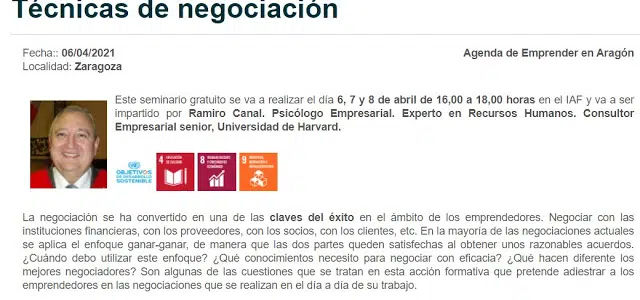 Técnicas de negociación
Fecha:: 06/04/2021
Agenda de Emprender en Aragón
Localidad: Zaragoza
Este seminario gratuito se va a realizar el día 6, 7 y 8 de abril de 16,00 a 18,00 horas en el IAF y va a ser
impartido por Ramiro Canal. Psicólogo Empresarial. Experto en Recursos Humanos. Consultor
Empresarial senior, Universidad de Harvard.
OBJETIVOS
DE DESARROLLO
SOSTENIBLE
4 EDUCACIÓN DE CALIDAD
8
9
La negociación se ha convertido en una de las claves del éxito en el ámbito de los emprendedores. Negociar con las
instituciones financieras, con los proveedores, con los socios, con los clientes, etc. En la mayoría de las negociaciones actuales
se aplica el enfoque ganar-ganar, de manera que las dos partes queden satisfechas al obtener unos razonables acuerdos.
¿Cuándo debo utilizar este enfoque? ¿Qué conocimientos necesito para negociar con eficacia? ¿Qué hacen diferente los
mejores negociadores? Son algunas de las cuestiones que se tratan en esta acción formativa que pretende adiestrar a los
emprendedores en las negociaciones que se realizan en el día a día de su trabajo.